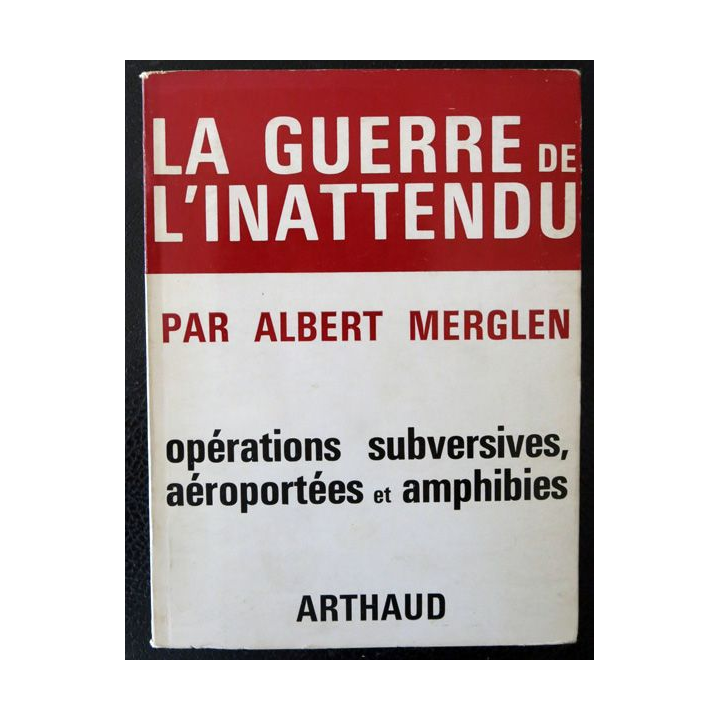 LA GUERRE DE
L'INATTENDU
PAR ALBERT MERGLEN
opérations subversives,
aéroportées et amphibies
ARTHAUD